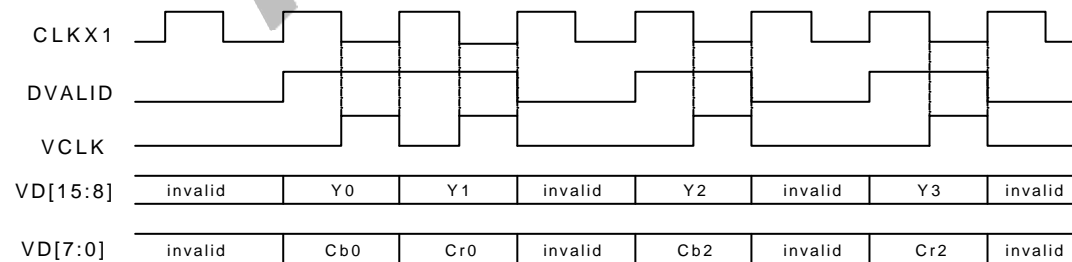 CLKX1
DVALID
VCLK
VD[15:8] invalid Y0 Y1 invalid Y2 invalid Y3 invalid
VD[7:0] invalid Cb0 Cr0 invalid Cb2 invalid Cr2 invalid